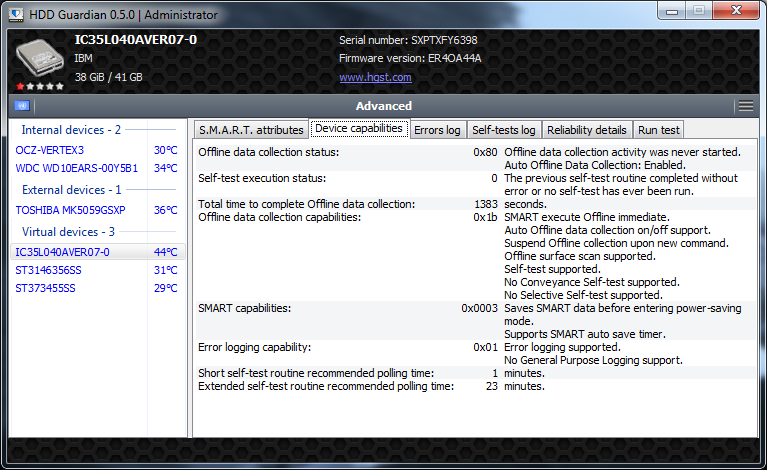 HDD Guardian 0.5.0 | Administrator
IC35L040AVER07-0
IBM
38 GiB / 41 GB
Serial number: SXPTXFY6398
Firmware version: ER4OA44A
www.hgst.com
Advanced
Internal devices - 2
OCZ-VERTEX3 30°C
WDC WD10EARS-00Y5B1 34°C
External devices - 1
TOSHIBA MK5059GSXP 36°C
Virtual devices - 3
IC35L040AVER07-0 44°C
ST3146356SS 31°C
ST373455SS 29°C
S.M.A.R.T. attributes Device capabilities Errors log Self-tests log Reliability details Run test
Offline data collection status: 0x80 Offline data collection activity was never started.
Auto Offline Data Collection: Enabled.
Self-test execution status: 0 The previous self-test routine completed without
error or no self-test has ever been run.
Total time to complete Offline data collection: 1383 seconds.
Offline data collection capabilities: 0x1b SMART execute Offline immediate.
Auto Offline data collection on/off support.
Suspend Offline collection upon new command.
Offline surface scan supported.
Self-test supported.
No Conveyance Self-test supported.
No Selective Self-test supported.
SMART capabilities: 0x0003 Saves SMART data before entering power-saving
mode.
Supports SMART auto save timer.
Error logging capability: 0x01 Error logging supported.
No General Purpose Logging support.
Short self-test routine recommended polling time: 1 minutes.
Extended self-test routine recommended polling time: 23 minutes.